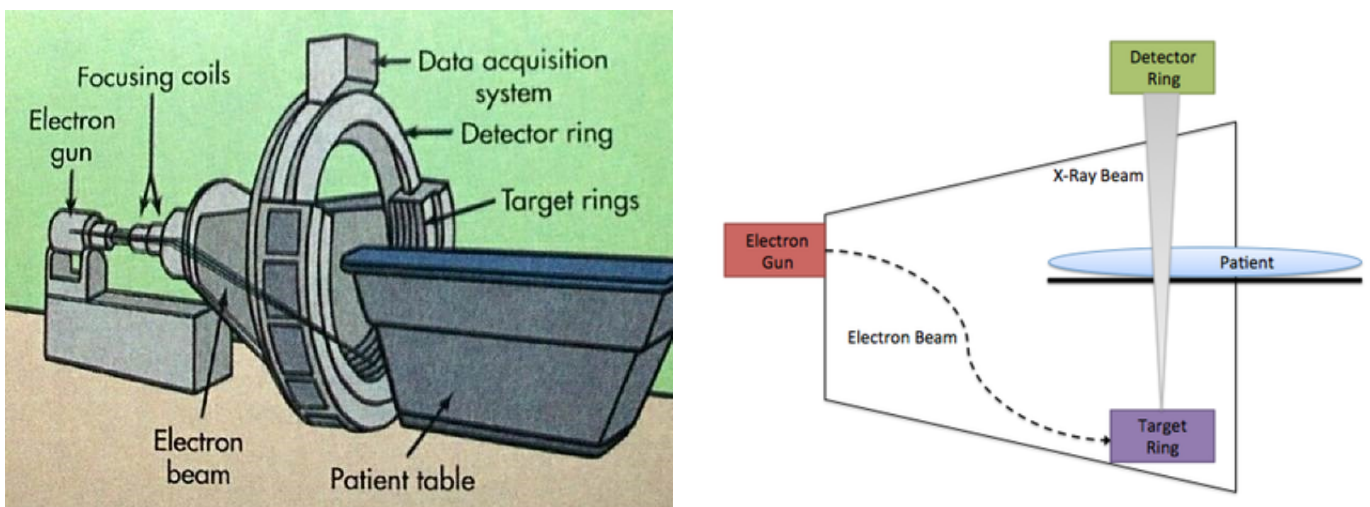 Focusing coils
Electron
gun
Data acquisition
system
Detector ring
Target rings
Electron
beam
Patient table
Detector
Ring
X-Ray Beam
Electron
Gun
Patient
Electron Beam
Target
Ring